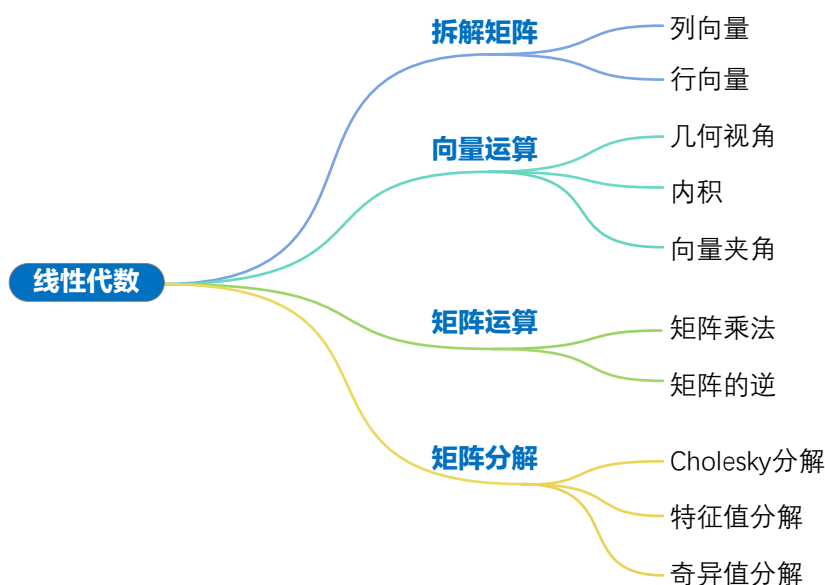 线性代数
拆解矩阵
列向量
行向量
向量运算
几何视角
内积
向量夹角
矩阵运算
矩阵乘法
矩阵的逆
矩阵分解
Cholesky分解
特征值分解
奇异值分解